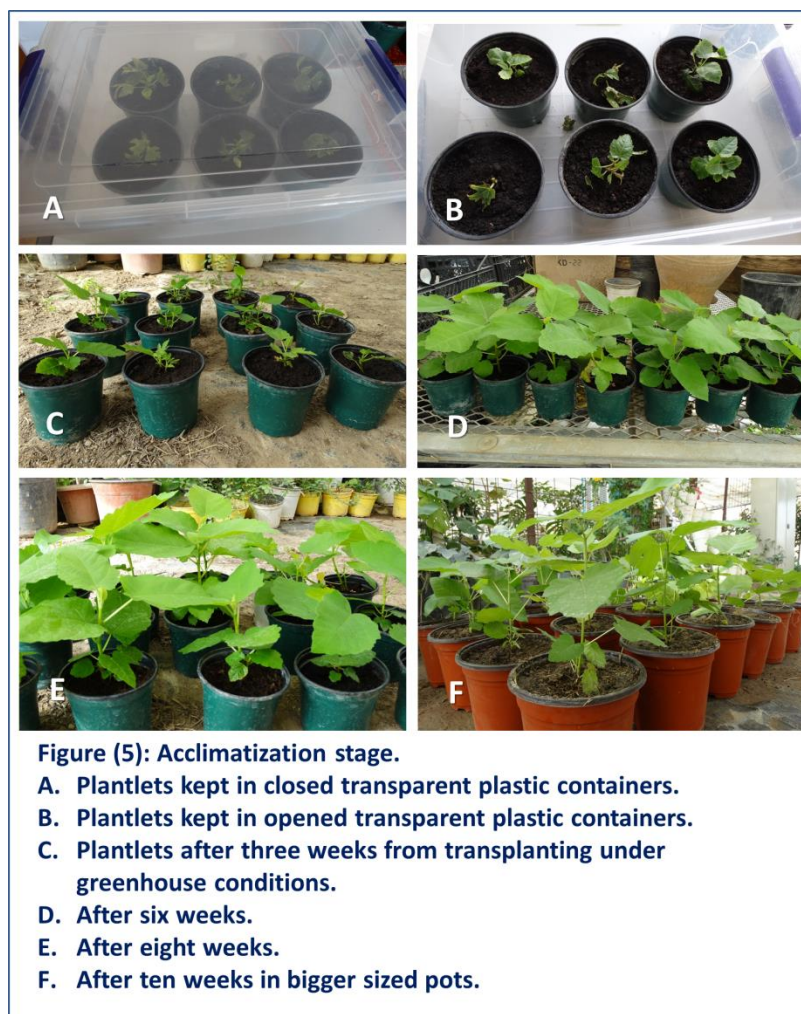 A
B
KD-27
C
D
E
F
Figure (5): Acclimatization stage.
A. Plantlets kept in closed transparent plastic containers.
B. Plantlets kept in opened transparent plastic containers.
C. Plantlets after three weeks from transplanting under
greenhouse conditions.
D. After six weeks.
E. After eight weeks.
F. After ten weeks in bigger sized pots.